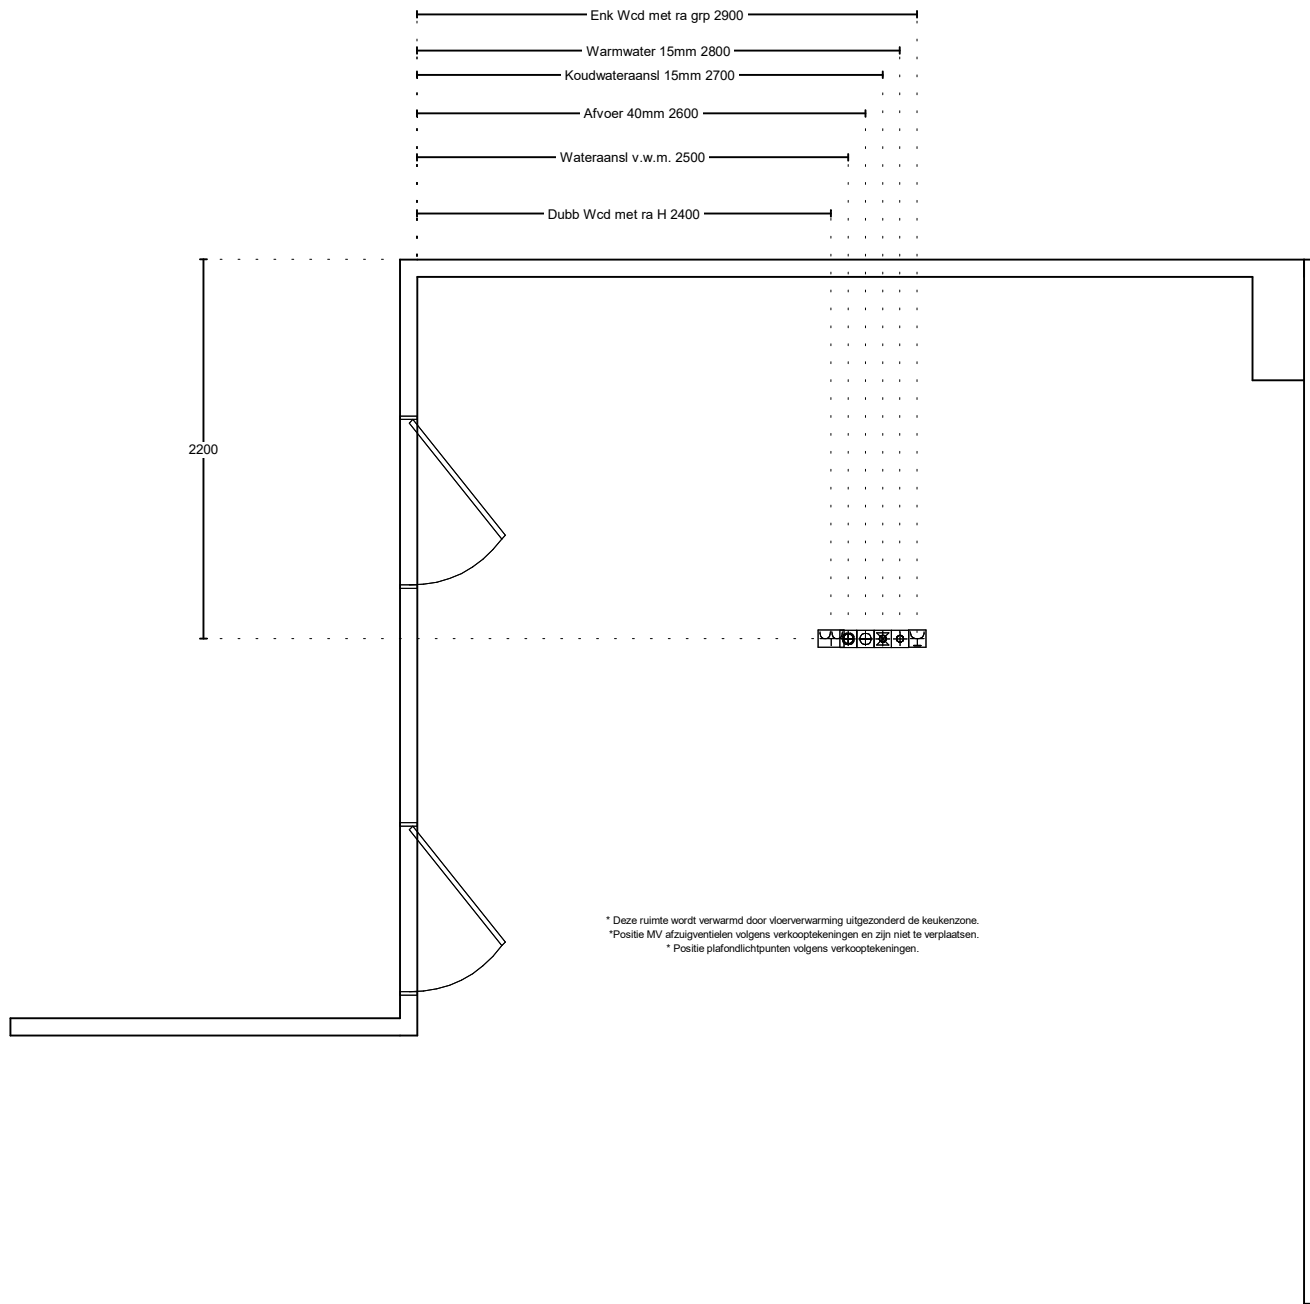 Enk Wcd met ra grp 2900
Warmwater 15mm 2800
Koudwateraansl 15mm 2700
Afvoer 40mm 2600
Wateraansl v.w.m. 2500
Dubb Wcd met ra H 2400
2200
* Deze ruimte wordt verwarmd door vloerverwarming uitgezonderd de keukenzone.
*Positie MV afzuigventielen volgens verkooptekeningen en zijn niet te verplaatsen.
* Positie plafondlichtpunten volgens verkooptekeningen.